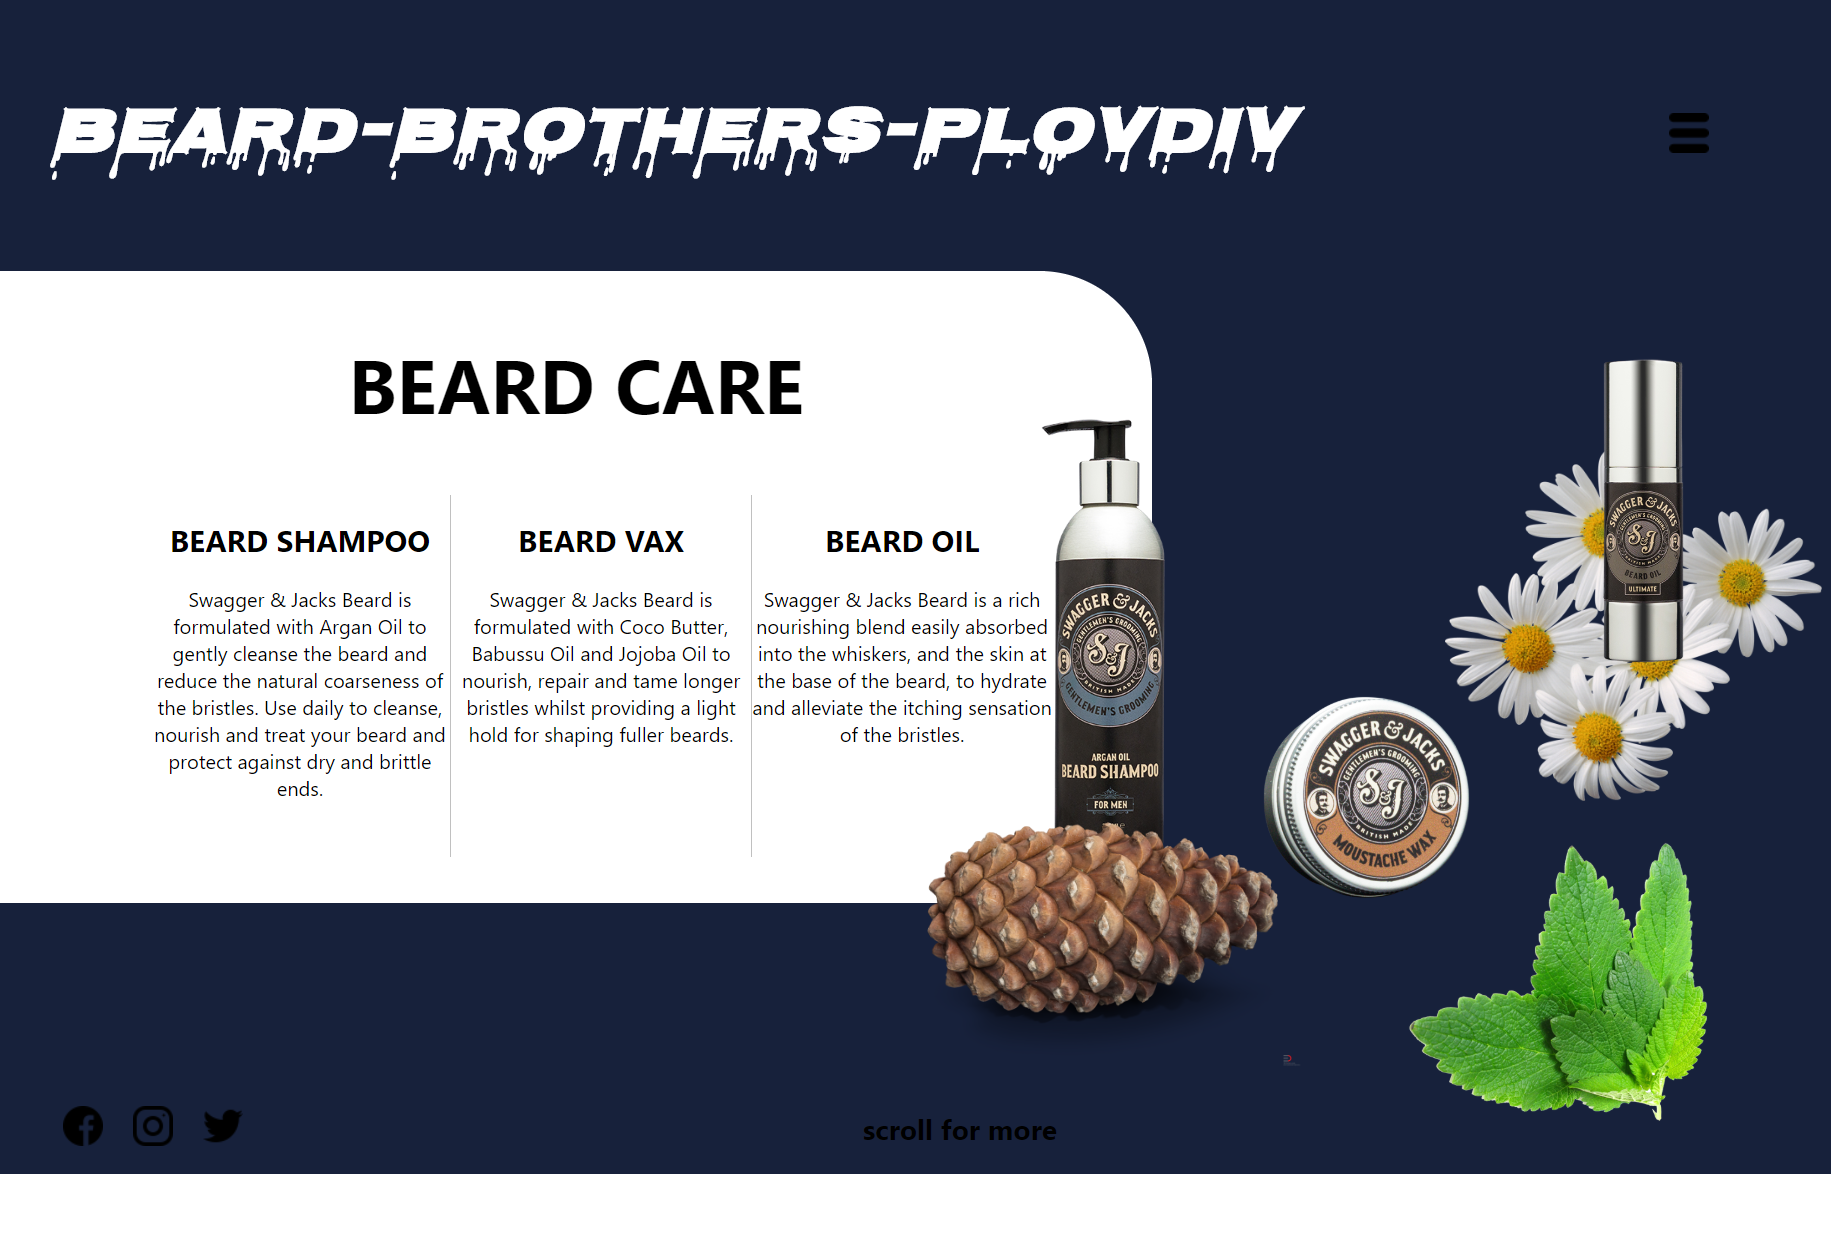 BEARD-BROTHERS-PLOVDIV
BEARD CARE
BEARD SHAMPOO
Swagger & Jacks Beard is
formulated with Argan Oil to
gently cleanse the beard and
reduce the natural coarseness of
the bristles. Use daily to cleanse,
nourish and treat your beard and
protect against dry and brittle
ends.
BEARD VAX
Swagger & Jacks Beard is
formulated with Coco Butter,
Babussu Oil and Jojoba Oil to
nourish, repair and tame longer
bristles whilst providing a light
hold for shaping fuller beards.
BEARD OIL
Swagger & Jacks Beard is a rich
nourishing blend easily absorbed
into the whiskers, and the skin at
the base of the beard, to hydrate
and alleviate the itching sensation
of the bristles.
SWAGGER & JACKS
GENTLEMEN'S GROOMING
S&J
BRITISH MADE
GENTLEMEN'S GROOMING
ARGAN OIL
BEARD SHAMPOO
FOR MEN
SWAGGER & JACKS
GENTLEMEN'S GROOMING
S&J
BRITISH MADE
MOUSTACHE WAX
SWAGGER & JACKS
GENTLEMEN'S GROOMING
S&J
BRITISH MADE
BEARD OIL
ULTIMATE
scroll for more